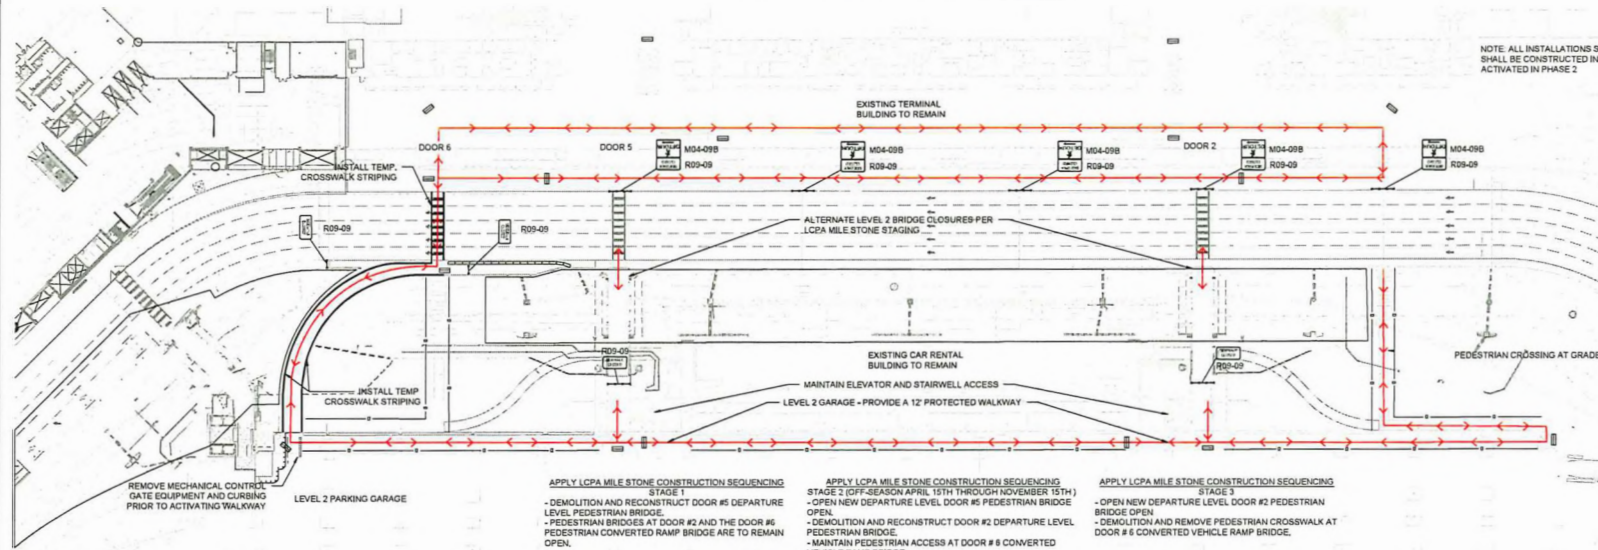 NOTE: ALL INSTALLATIONS S
SHALL BE CONSTRUCTED IN
ACTIVATED IN PHASE 2
EXISTING TERMINAL
BUILDING TO REMAIN
DOOR 6
DOOR 5
M04-09B
R09-09
M04-09B
R09-09
M04-09B
R09-09
DOOR 2
M04-09B
R09-09
M04-09B
R09-09
INSTALL TEMP.
CROSSWALK STRIPING
R09-09
R09-09
ALTERNATE LEVEL 2 BRIDGE CLOSURES PER
LCPA MILE STONE STAGING
R09-09
EXISTING CAR RENTAL
BUILDING TO REMAIN
R09-09
PEDESTRIAN CROSSING AT GRADE
INSTALL TEMP
CROSSWALK STRIPING
MAINTAIN ELEVATOR AND STAIRWELL ACCESS
LEVEL 2 GARAGE - PROVIDE A 12' PROTECTED WALKWAY
REMOVE MECHANICAL CONTROL
GATE EQUIPMENT AND CURBING
PRIOR TO ACTIVATING WALKWAY
LEVEL 2 PARKING GARAGE
APPLY LCPA MILE STONE CONSTRUCTION SEQUENCING
STAGE 1
- DEMOLITION AND RECONSTRUCT DOOR #5 DEPARTURE
LEVEL PEDESTRIAN BRIDGE.
- PEDESTRIAN BRIDGES AT DOOR #2 AND THE DOOR #6
PEDESTRIAN CONVERTED RAMP BRIDGE ARE TO REMAIN
OPEN.
APPLY LCPA MILE STONE CONSTRUCTION SEQUENCING
STAGE 2 (OFF-SEASON APRIL 15TH THROUGH NOVEMBER 15TH)
- OPEN NEW DEPARTURE LEVEL DOOR #5 PEDESTRIAN BRIDGE
OPEN.
- DEMOLITION AND RECONSTRUCT DOOR #2 DEPARTURE LEVEL
PEDESTRIAN BRIDGE,
- MAINTAIN PEDESTRIAN ACCESS AT DOOR # 6 CONVERTED
APPLY LCPA MILE STONE CONSTRUCTION SEQUENCING
STAGE 3
- OPEN NEW DEPARTURE LEVEL DOOR #2 PEDESTRIAN
BRIDGE OPEN
- DEMOLITION AND REMOVE PEDESTRIAN CROSSWALK AT
DOOR # 6 CONVERTED VEHICLE RAMP BRIDGE,